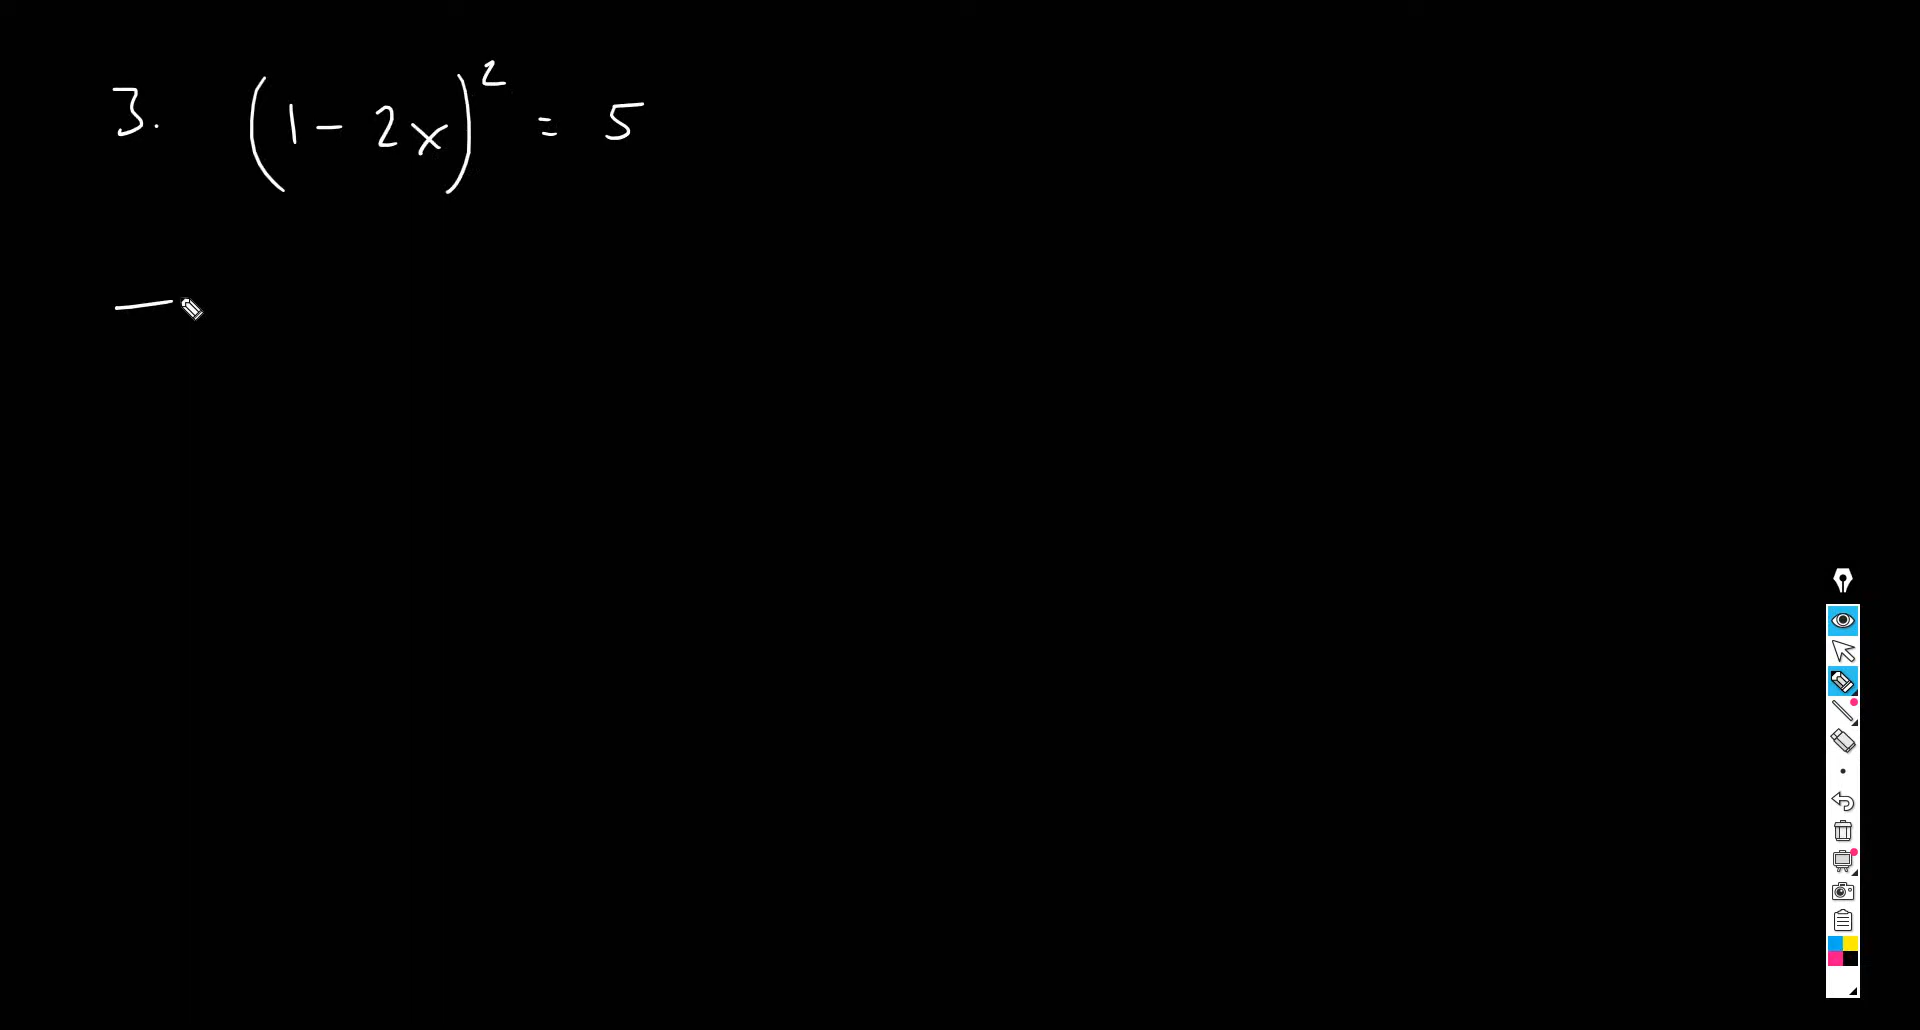 3. (1 - 2x)² = 5